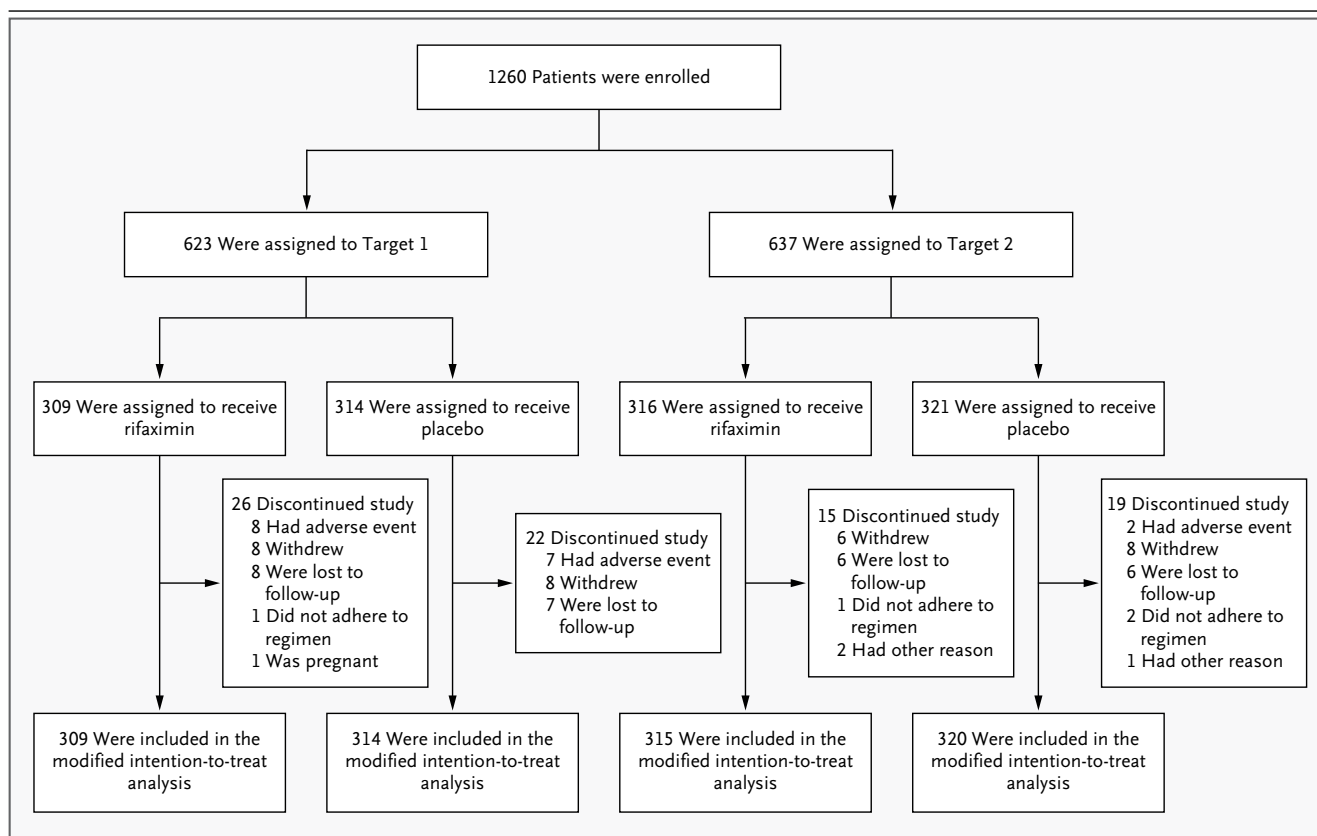 1260 Patients were enrolled
623 Were assigned to Target 1
637 Were assigned to Target 2
309 Were assigned to receive
rifaximin
314 Were assigned to receive
placebo
316 Were assigned to receive
rifaximin
321 Were assigned to receive
placebo
26 Discontinued study
8 Had adverse event
8 Withdrew
8 Were lost to
follow-up
1 Did not adhere to
regimen
1 Was pregnant
22 Discontinued study
7 Had adverse event
8 Withdrew
7 Were lost to
follow-up
15 Discontinued study
6 Withdrew
6 Were lost to
follow-up
1 Did not adhere to
regimen
2 Had other reason
19 Discontinued study
2 Had adverse event
8 Withdrew
6 Were lost to
follow-up
2 Did not adhere to
regimen
1 Had other reason
309 Were included in the
modified intention-to-treat
analysis
314 Were included in the
modified intention-to-treat
analysis
315 Were included in the
modified intention-to-treat
analysis
320 Were included in the
modified intention-to-treat
analysis